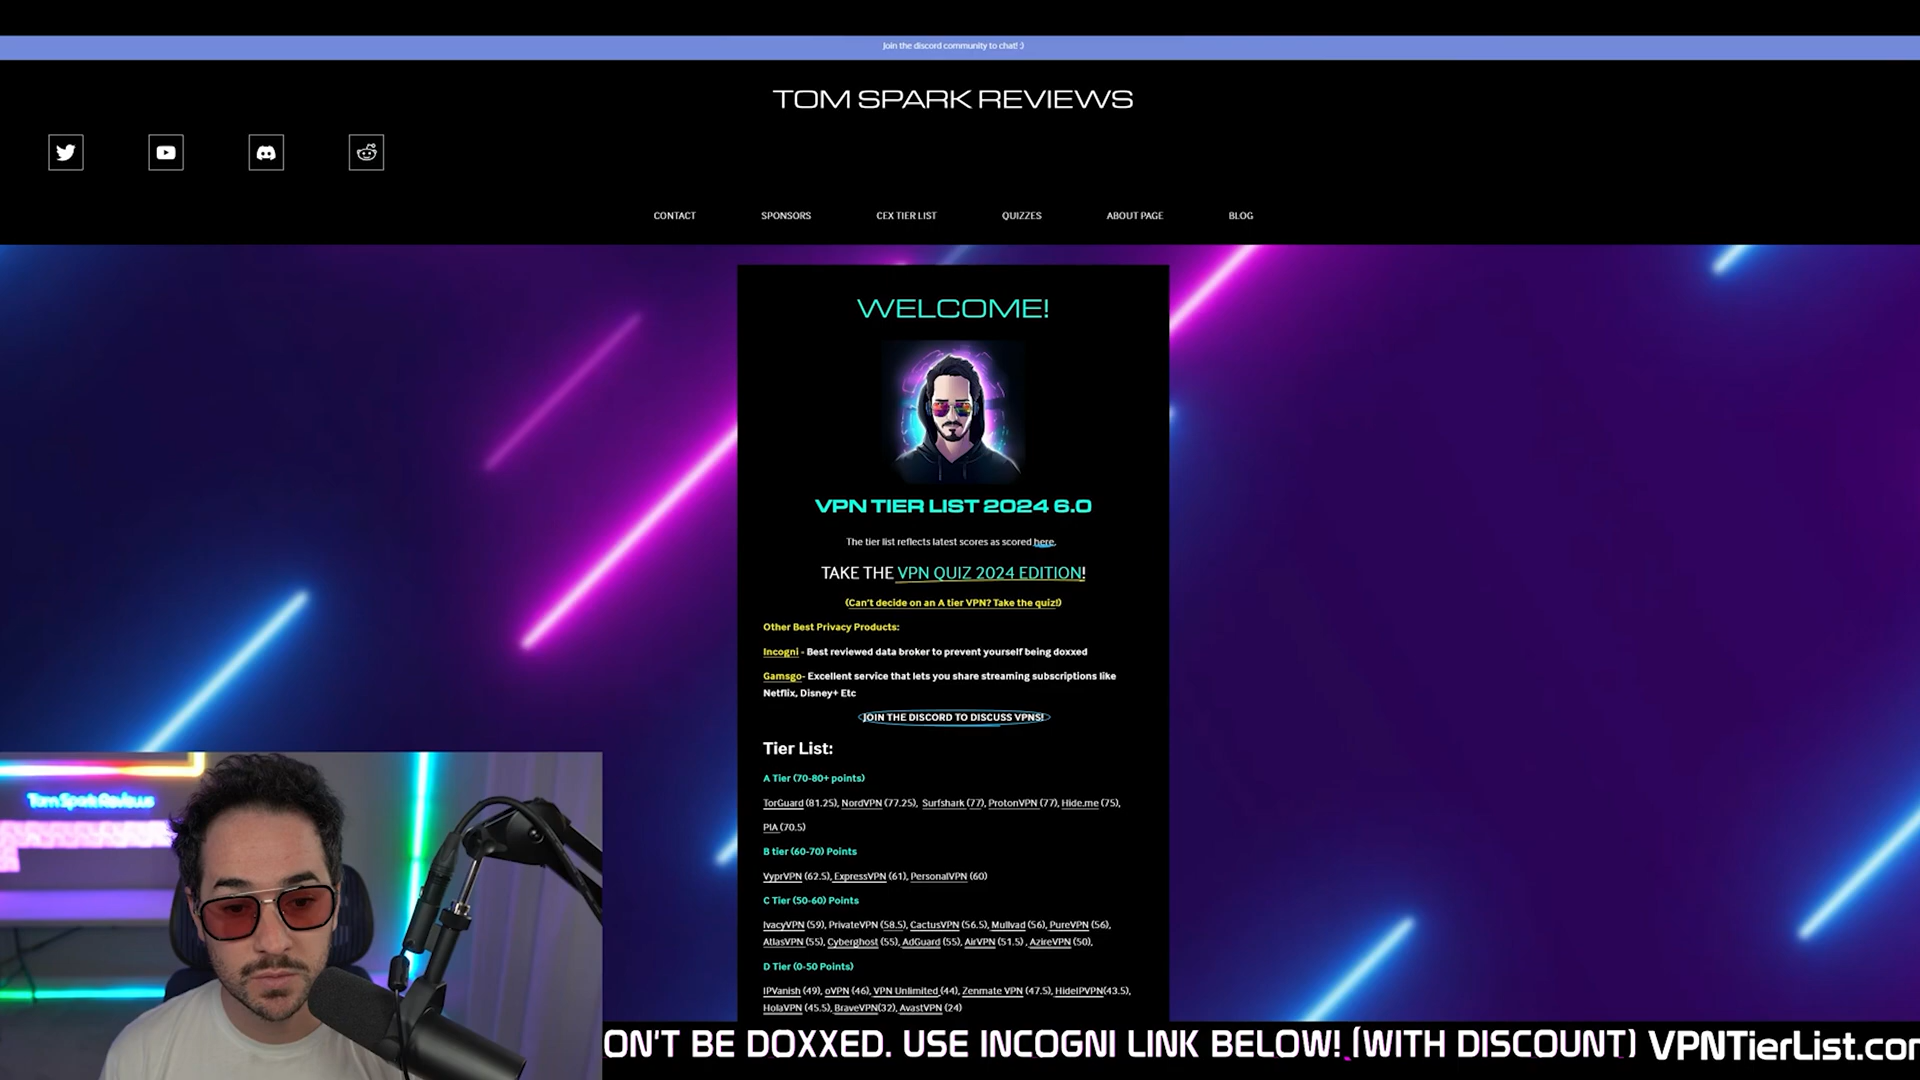 Join the discord community to chat! :)
TOM SPARK REVIEWS
CONTACT
SPONSORS
CEX TIER LIST
QUIZZES
ABOUT PAGE
BLOG
WELCOME!
VPN TIER LIST 2024 6.0
The tier list reflects latest scores as scored here.
TAKE THE VPN QUIZ 2024 EDITION!
(Can't decide on an A tier VPN? Take the quiz!)
Other Best Privacy Products:
Incogni - Best reviewed data broker to prevent yourself being doxxed
Gamsgo- Excellent service that lets you share streaming subscriptions like
Netflix, Disney+ Etc
JOIN THE DISCORD TO DISCUSS VPNS!
Tier List:
A Tier (70-80+ points)
TorGuard (81.25), NordVPN (77.25), Surfshark (77), ProtonVPN (77), Hide.me (75),
PIA (70.5)
B tier (60-70) Points
VyprVPN (62.5), ExpressVPN (61), PersonalVPN (60)
C Tier (50-60) Points
IvacyVPN (59), PrivateVPN (58.5), CactusVPN (56.5), Mullvad (56), PureVPN (56),
AtlasVPN (55), Cyberghost (55), AdGuard (55), AirVPN (51.5) , AzireVPN (50),
D Tier (0-50 Points)
IPVanish (49), oVPN (46), VPN Unlimited (44), Zenmate VPN (47.5), HideIPVPN(43.5),
HolaVPN (45.5), BraveVPN(32), AvastVPN (24)
Tom Spark Reviews
ON'T BE DOXXED. USE INCOGNI LINK BELOW! (WITH DISCOUNT) VPNTierList.com